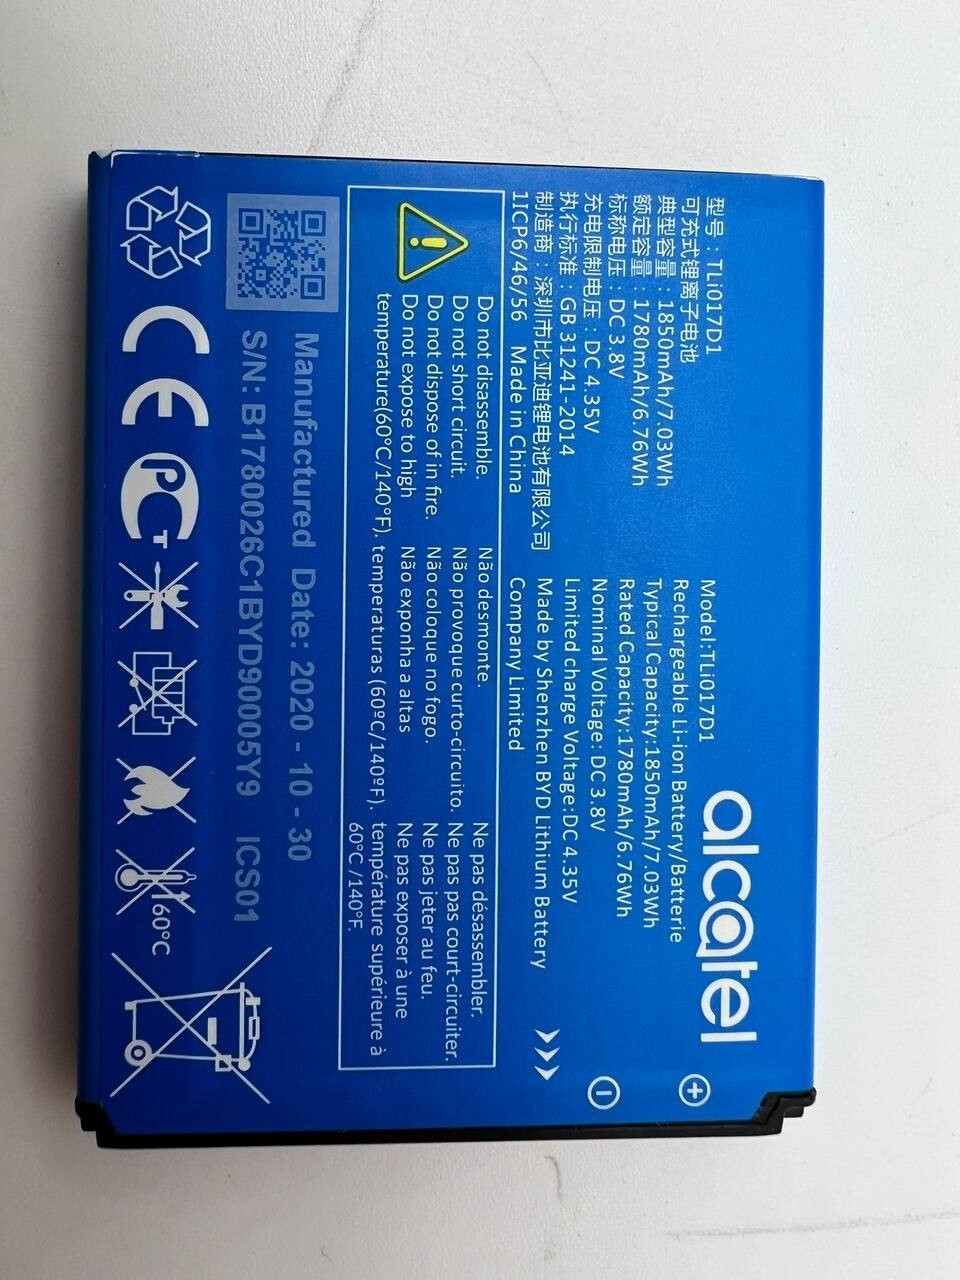 型号：TLi017D1
可充式锂离子电池
典型容量：1850mAh/7.03Wh
额定容量：1780mAh/6.76Wh
标称电压：DC 3.8V
充电限制电压：DC 4.35V
执行标准：GB 31241-2014
制造商：深圳市比亚迪锂电池有限公司
1ICP6/46/56 Made in China
alcatel
Model:TLi017D1
Rechargeable Li-ion Battery/Batterie
Typical Capacity:1850mAh/7.03Wh
Rated Capacity:1780mAh/6.76Wh
Nominal Voltage: DC 3.8V
Limited charge Voltage:DC 4.35V
Made by Shenzhen BYD Lithium Battery
Company Limited
Do not disassemble.
Do not short circuit.
Do not dispose of in fire.
Do not expose to high
temperature(60°C/140°F).
Não desmonte.
Não provoque curto-circuito.
Não coloque no fogo.
Não exponha a altas
temperaturas (60ºC/140ºF).
Ne pas désassembler.
Ne pas pas court-circuiter.
Ne pas jeter au feu.
Ne pas exposer à une
température supérieure à
60°C /140°F.
Manufactured Date: 2020 - 10 - 30
S/N: B1780026C1BYD90005Y9 ICS01
60°C